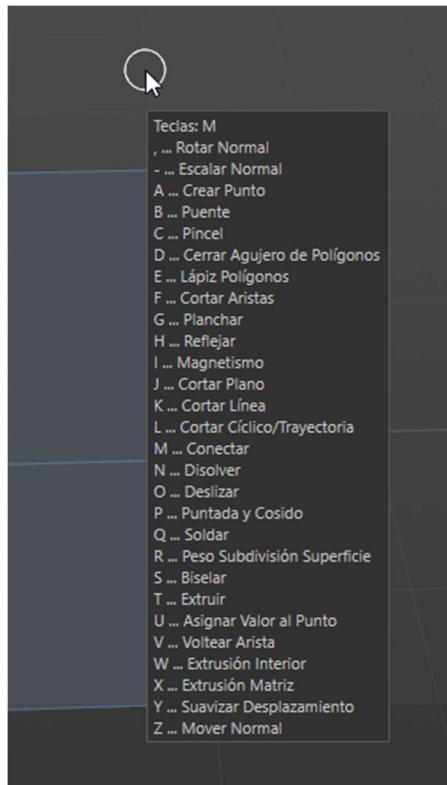 Teclas: M
, ... Rotar Normal
- ... Escalar Normal
A ... Crear Punto
B ... Puente
C ... Pincel
D ... Cerrar Agujero de Polígonos
E ... Lápiz Polígonos
F ... Cortar Aristas
G ... Planchar
H ... Reflejar
I ... Magnetismo
J ... Cortar Plano
K ... Cortar Línea
L ... Cortar Cíclico/Trayectoria
M ... Conectar
N ... Disolver
O ... Deslizar
P ... Puntada y Cosido
Q ... Soldar
R ... Peso Subdivisión Superficie
S ... Biselar
T ... Extruir
U ... Asignar Valor al Punto
V ... Voltear Arista
W ... Extrusión Interior
X ... Extrusión Matriz
Y ... Suavizar Desplazamiento
Z ... Mover Normal